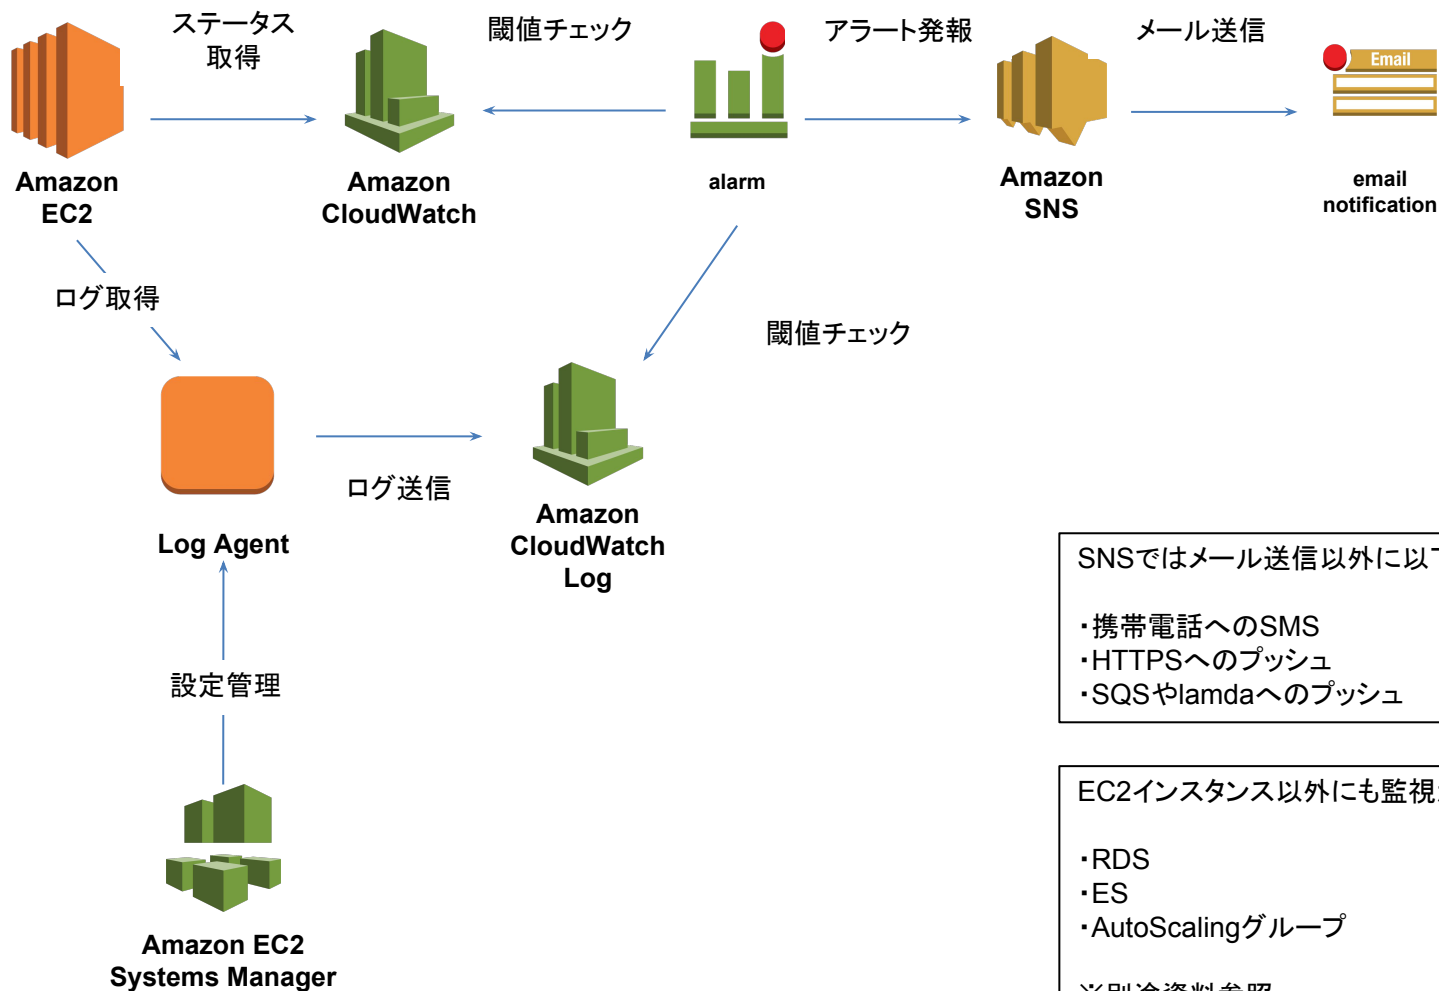 ステータス
取得
閾値チェック
アラート発報
メール送信
Email
Amazon
EC2
Amazon
CloudWatch
alarm
Amazon
SNS
email
notification
ログ取得
閾値チェック
ログ送信
Log Agent
Amazon
CloudWatch
Log
設定管理
Amazon EC2
Systems Manager
SNSではメール送信以外に以
・携帯電話へのSMS
・HTTPSへのプッシュ
・SQSやlamdaへのプッシュ
EC2インスタンス以外にも監視
・RDS
・ES
・AutoScalingグループ
※別途資料参照